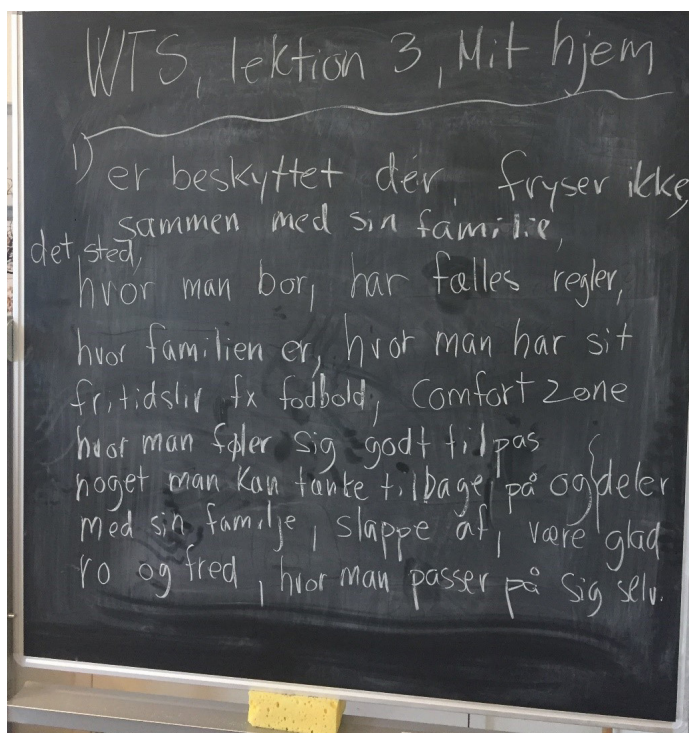 WTS, lektion 3, Mit hjem
1) er beskyttet dér, fryser ikke,
sammen med sin familie,
det sted,
hvor man bor, har fælles regler,
hvor familien er, hvor man har sit
fritidsliv fx fodbold, Comfort zone
hvor man føler sig godt tilpas
noget man kan tænke tilbage på og deler
med sin familje, slappe af, være glad
ro og fred, hvor man passer på sig selv.